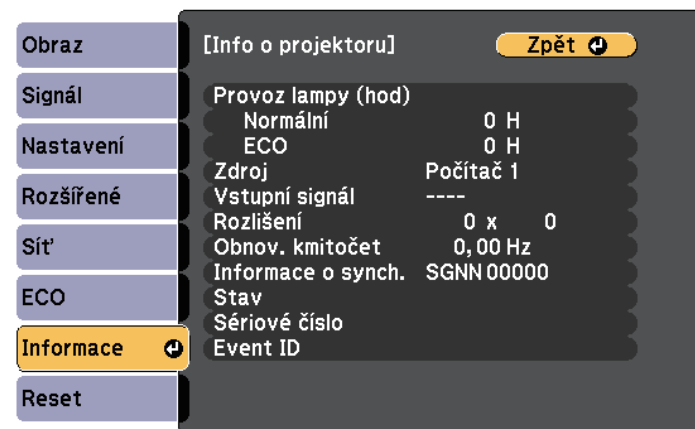 Obraz
Signál
Nastavení
Rozšířené
Síť
ECO
Informace
Reset
[Info o projektoru] Zpět
Provoz lampy (hod)
Normální 0 H
ECO 0 H
Zdroj Počítač 1
Vstupní signál ----
Rozlišení 0 x 0
Obnov. kmitočet 0,00 Hz
Informace o synch. SGNN 00000
Stav
Sériové číslo
Event ID